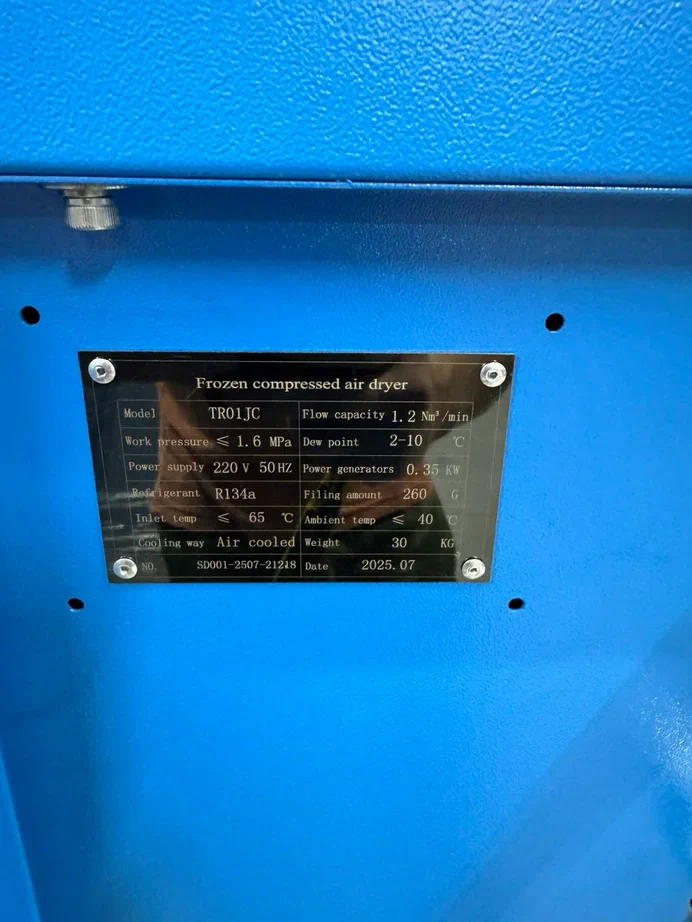 Frozen compressed air dryer
Model TR01JC Flow capacity 1.2 Nm³/min
Work pressure ≤ 1.6 MPa Dew point 2-10 ℃
Power supply 220 V 50HZ Power generators 0.35 KW
Refrigerant R134a Filing amount 260 G
Inlet temp ≤ 65 ℃ Ambient temp ≤ 40 ℃
Cooling way Air cooled Weight 30 KG
NO. SD001-2507-21218 Date 2025.07